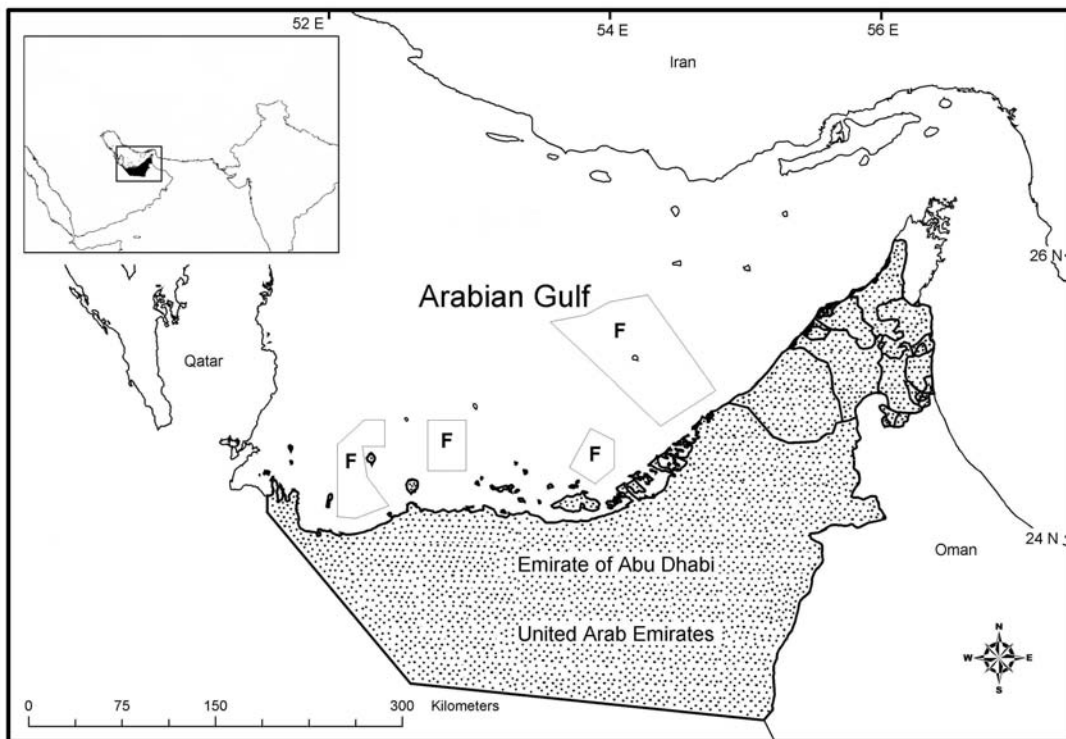 52 E
54 E
56 E
Iran
26 N
Arabian Gulf
F
Qatar
F
F
F
24 N
Oman
Emirate of Abu Dhabi
United Arab Emirates
N
W E
S
0 75 150 300 Kilometers